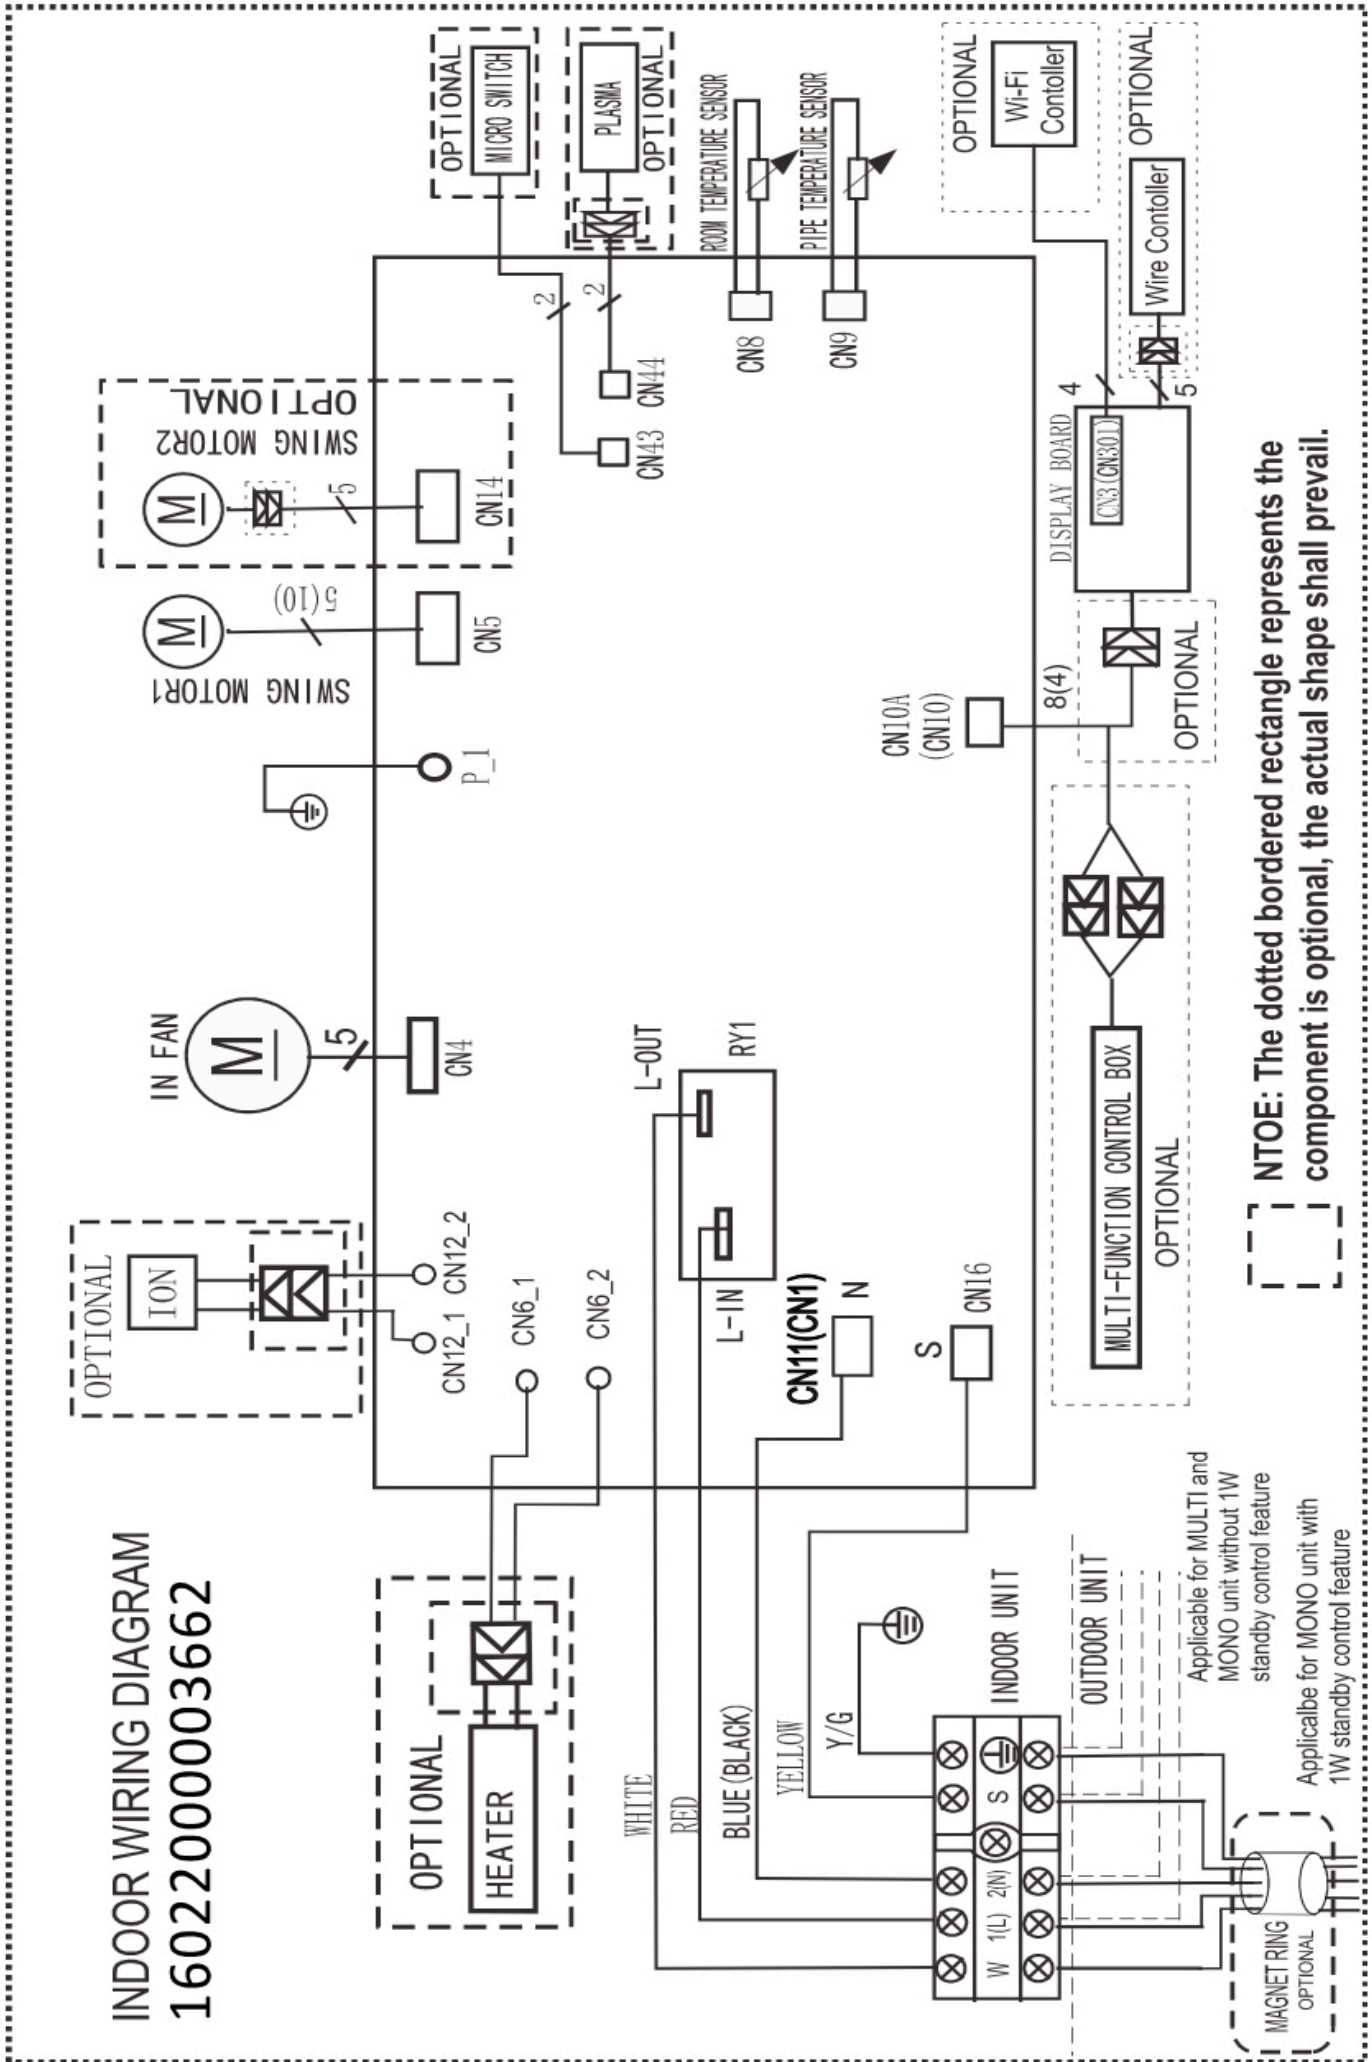 INDOOR WIRING DIAGRAM
16022000003662
OPTIONAL
ION
CN12_1
CN12_2
IN FAN
M
5
CN4
P_1
SWING MOTOR1
M
5(10)
CN5
OPTIONAL
SWING MOTOR2
M
5
CN14
OPTIONAL
MICRO SWITCH
2
CN43
PLASMA
OPTIONAL
2
CN44
ROOM TEMPERATURE SENSOR
CN8
PIPE TEMPERATURE SENSOR
CN9
OPTIONAL
HEATER
CN6_1
CN6_2
WHITE
RED
BLUE(BLACK)
YELLOW
Y/G
L-OUT
RY1
L-IN
CN11(CN1)
N
S
CN16
CN10A
(CN10)
8(4)
OPTIONAL
DISPLAY BOARD
CN3(CN301)
4
5
OPTIONAL
Wi-Fi
Contoller
OPTIONAL
Wire Contoller
MULTI-FUNCTION CONTROL BOX
OPTIONAL
INDOOR UNIT
W 1(L) 2(N) S
OUTDOOR UNIT
Applicable for MULTI and
MONO unit without 1W
standby control feature
Applicalbe for MONO unit with
1W standby control feature
MAGNET RING
OPTIONAL
NTOE: The dotted bordered rectangle represents the
component is optional, the actual shape shall prevail.